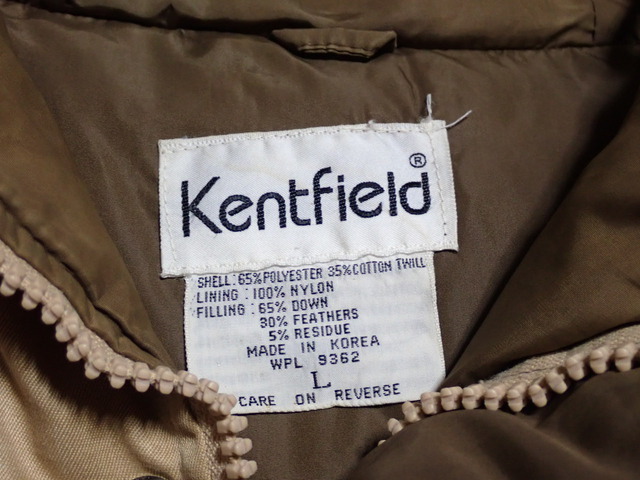 Kentfield®
SHELL: 65% POLYESTER 35% COTTON TWILL
LINING : 100% NYLON
FILLING : 65% DOWN
30% FEATHERS
5% RESIDUE
MADE IN KOREA
WPL 9362
L
CARE ON REVERSE